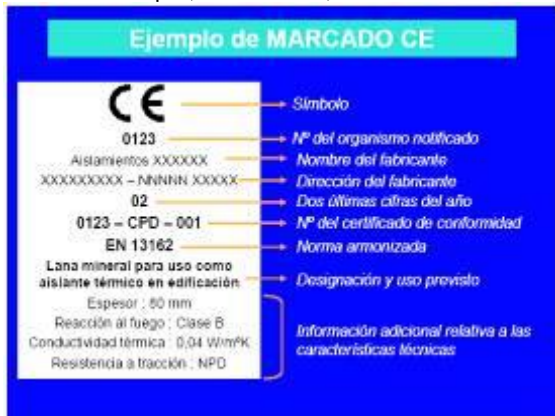 Ejemplo de MARCADO CE
CE
Símbolo
0123
Nº del organismo notificado
Aislamientos XXXXXX
Nombre del fabricante
XXXXXXXXX – NNNNN XXXXX
Dirección del fabricante
02
Dos últimas cifras del año
0123 – CPD – 001
Nº del certificado de conformidad
EN 13162
Norma armonizada
Lana mineral para uso como
aislante térmico en edificación
Designación y uso previsto
Espesor : 60 mm
Reacción al fuego : Clase B
Conductividad térmica : 0,04 W/mºK
Resistencia a tracción : NPD
Información adicional relativa a las
características técnicas